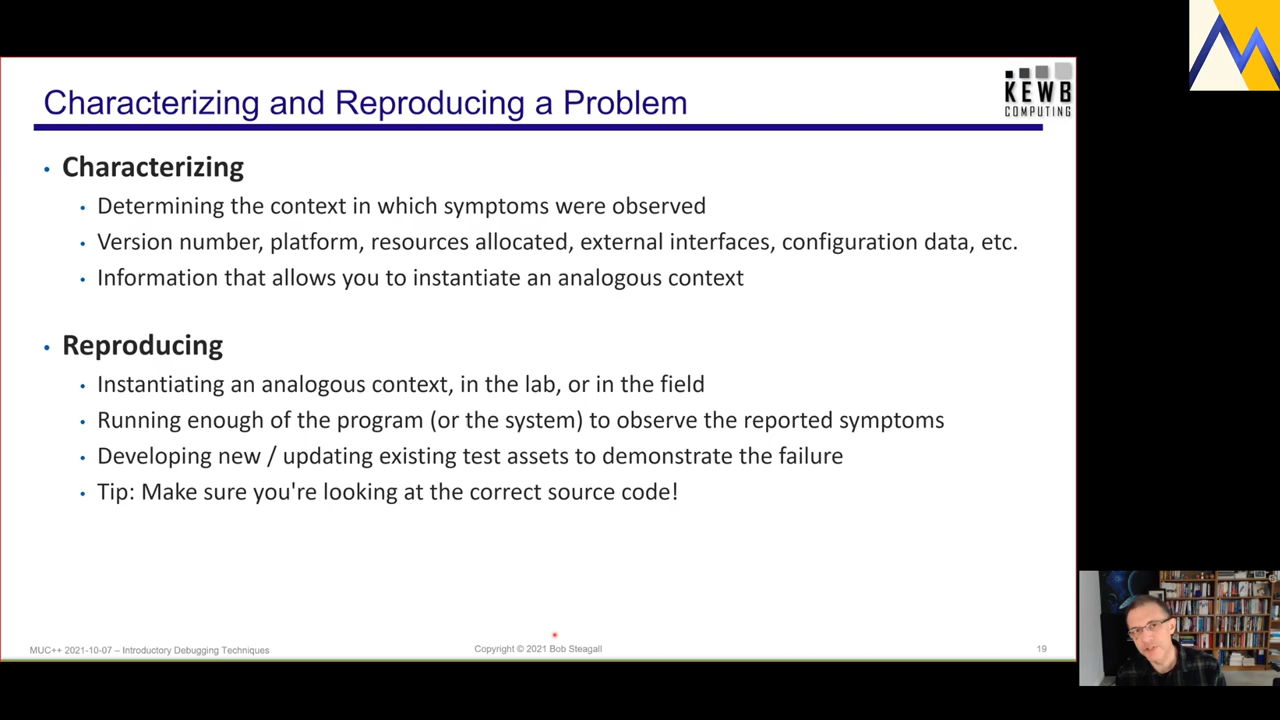 Characterizing and Reproducing a Problem
KEWB
COMPUTING
• Characterizing
• Determining the context in which symptoms were observed
• Version number, platform, resources allocated, external interfaces, configuration data, etc.
• Information that allows you to instantiate an analogous context
• Reproducing
• Instantiating an analogous context, in the lab, or in the field
• Running enough of the program (or the system) to observe the reported symptoms
• Developing new / updating existing test assets to demonstrate the failure
• Tip: Make sure you're looking at the correct source code!
MUC++ 2021-10-07 – Introductory Debugging Techniques
Copyright © 2021 Bob Steagall
19